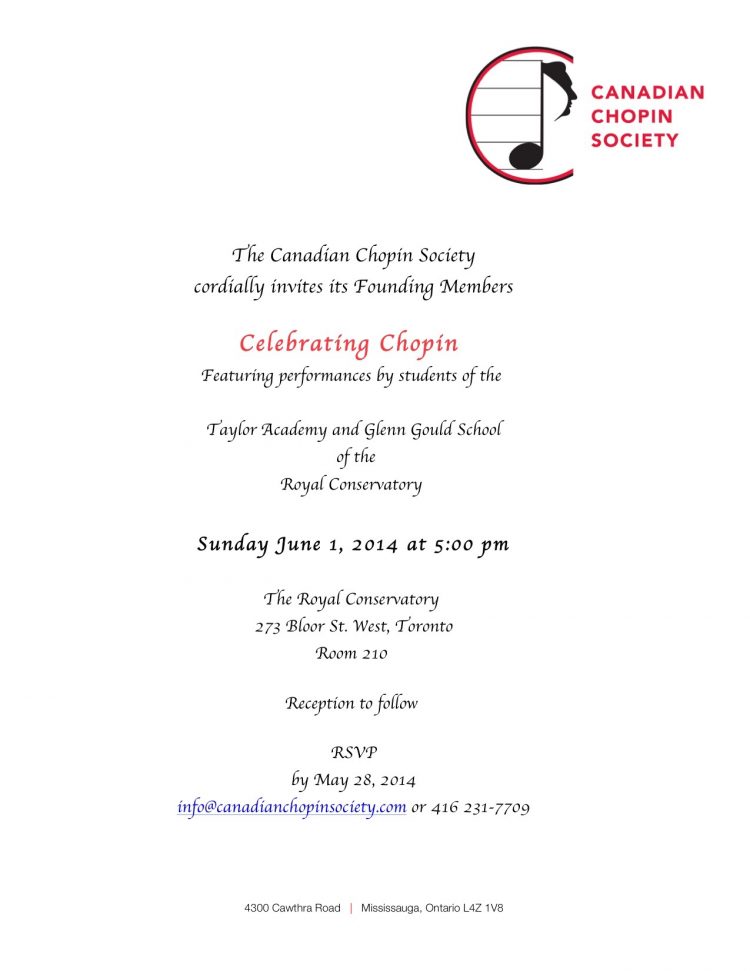 CANADIAN
CHOPIN
SOCIETY
The Canadian Chopin Society
cordially invites its Founding Members
Celebrating Chopin
Featuring performances by students of the
Taylor Academy and Glenn Gould School
of the
Royal Conservatory
Sunday June 1, 2014 at 5:00 pm
The Royal Conservatory
273 Bloor St. West, Toronto
Room 210
Reception to follow
RSVP
by May 28, 2014
info@canadianchopinsociety.com or 416 231-7709
4300 Cawthra Road | Mississauga, Ontario L4Z 1V8